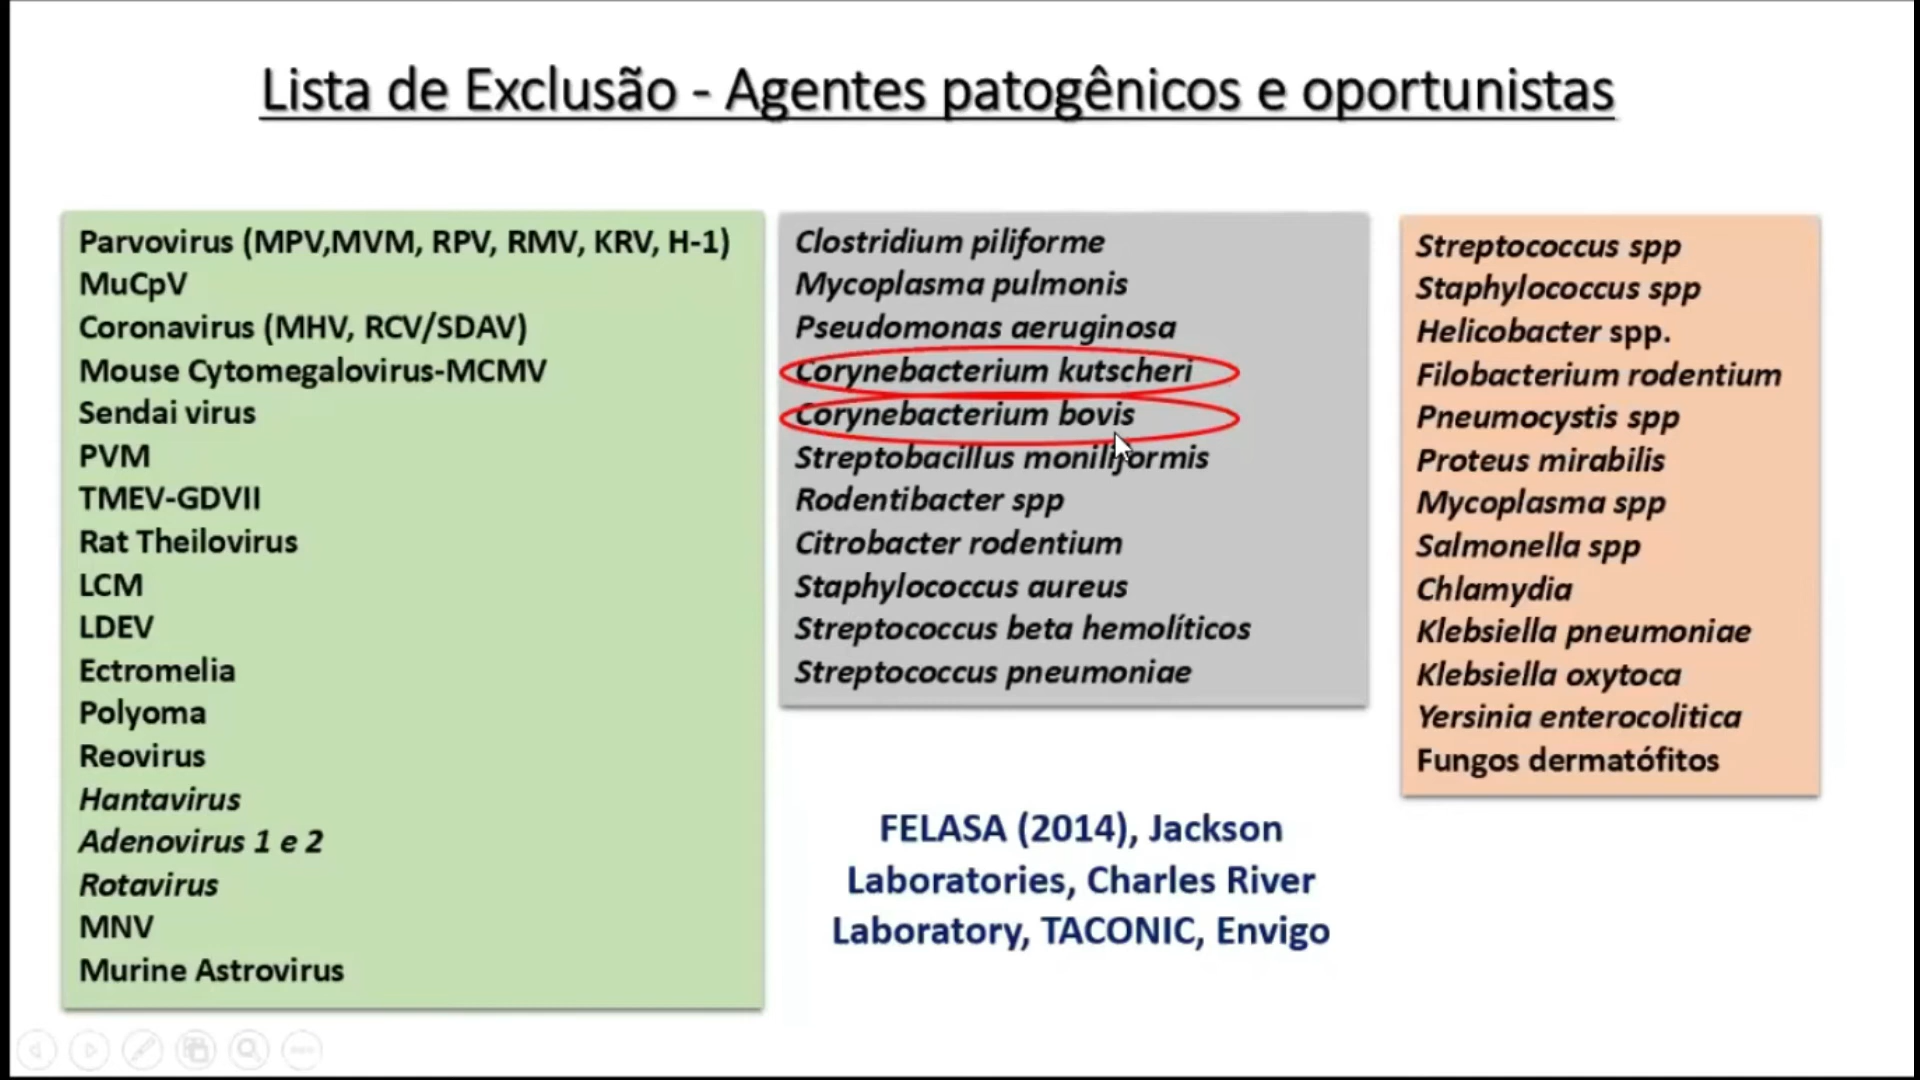 Lista de Exclusão - Agentes patogênicos e oportunistas
Parvovirus (MPV,MVM, RPV, RMV, KRV, H-1)
MuCpV
Coronavirus (MHV, RCV/SDAV)
Mouse Cytomegalovirus-MCMV
Sendai virus
PVM
TMEV-GDVII
Rat Theilovirus
LCM
LDEV
Ectromelia
Polyoma
Reovirus
Hantavirus
Adenovirus 1 e 2
Rotavirus
MNV
Murine Astrovirus
Clostridium piliforme
Mycoplasma pulmonis
Pseudomonas aeruginosa
Corynebacterium kutscheri
Corynebacterium bovis
Streptobacillus moniliformis
Rodentibacter spp
Citrobacter rodentium
Staphylococcus aureus
Streptococcus beta hemolíticos
Streptococcus pneumoniae
FELASA (2014), Jackson
Laboratories, Charles River
Laboratory, TACONIC, Envigo
Streptococcus spp
Staphylococcus spp
Helicobacter spp.
Filobacterium rodentium
Pneumocystis spp
Proteus mirabilis
Mycoplasma spp
Salmonella spp
Chlamydia
Klebsiella pneumoniae
Klebsiella oxytoca
Yersinia enterocolitica
Fungos dermatófitos